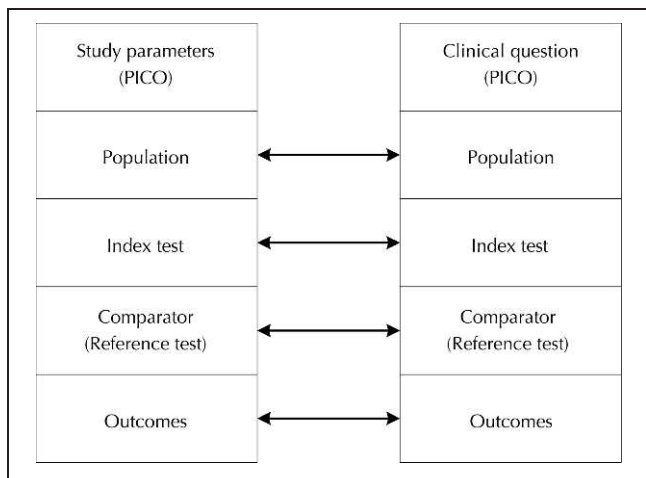 Study parameters
(PICO)
Population
Index test
Comparator
(Reference test)
Outcomes
Clinical question
(PICO)
Population
Index test
Comparator
(Reference test)
Outcomes